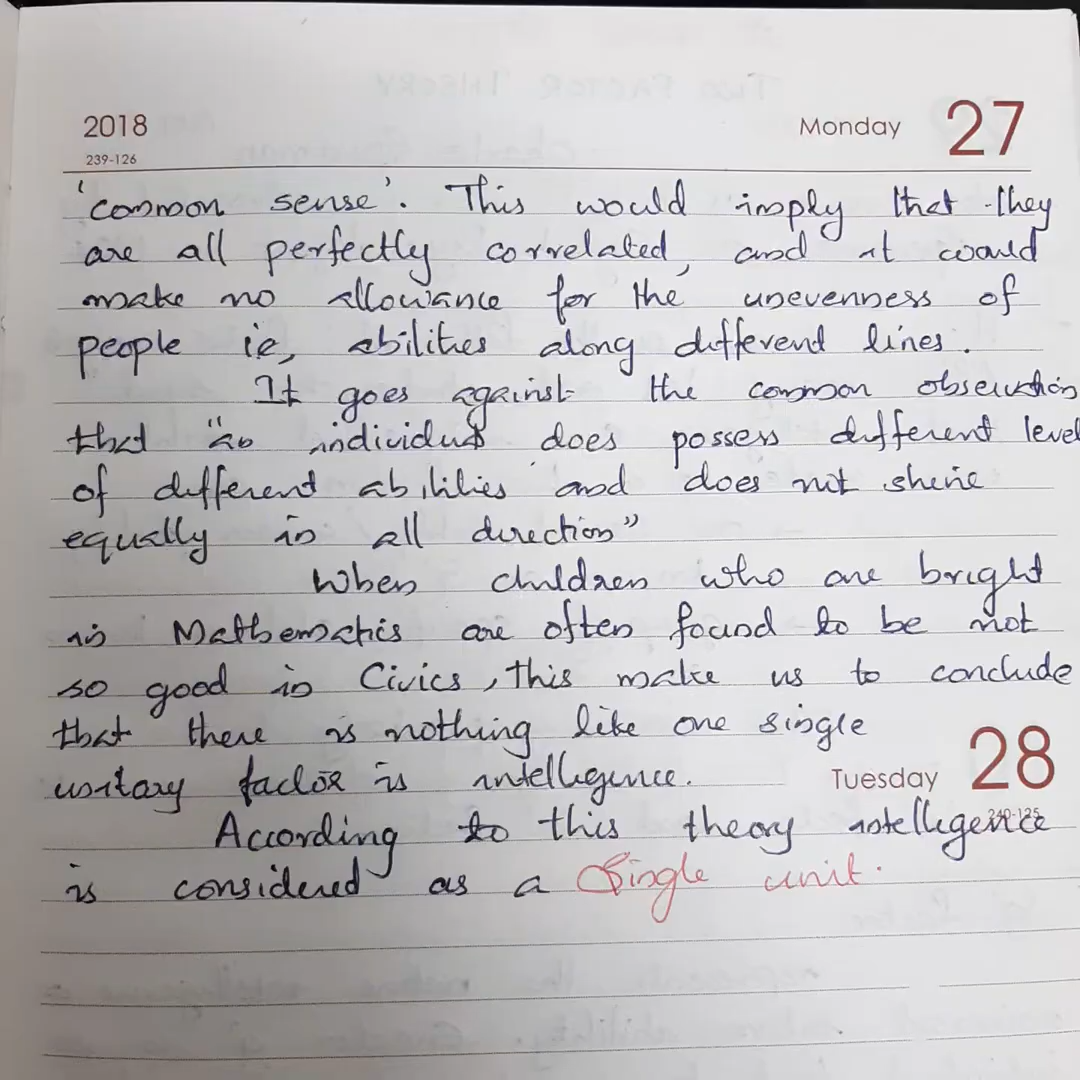 2018
Monday 27
239-126
'common sense'. This would imply that they
are all perfectly correlated, and it would
make no allowance for the unevenness of
people ie, abilities along different lines.
It goes against the common observation
that "an individual does possess different level
of different abilities and does not shine
equally in all direction"
When children who are bright
in Mathematics are often found to be not
so good in Civics, this make us to conclude
that there is nothing like one single
unitary factor is intelligence.
Tuesday 28
240-125
According to this theory intelligence
is considered as a Single unit.